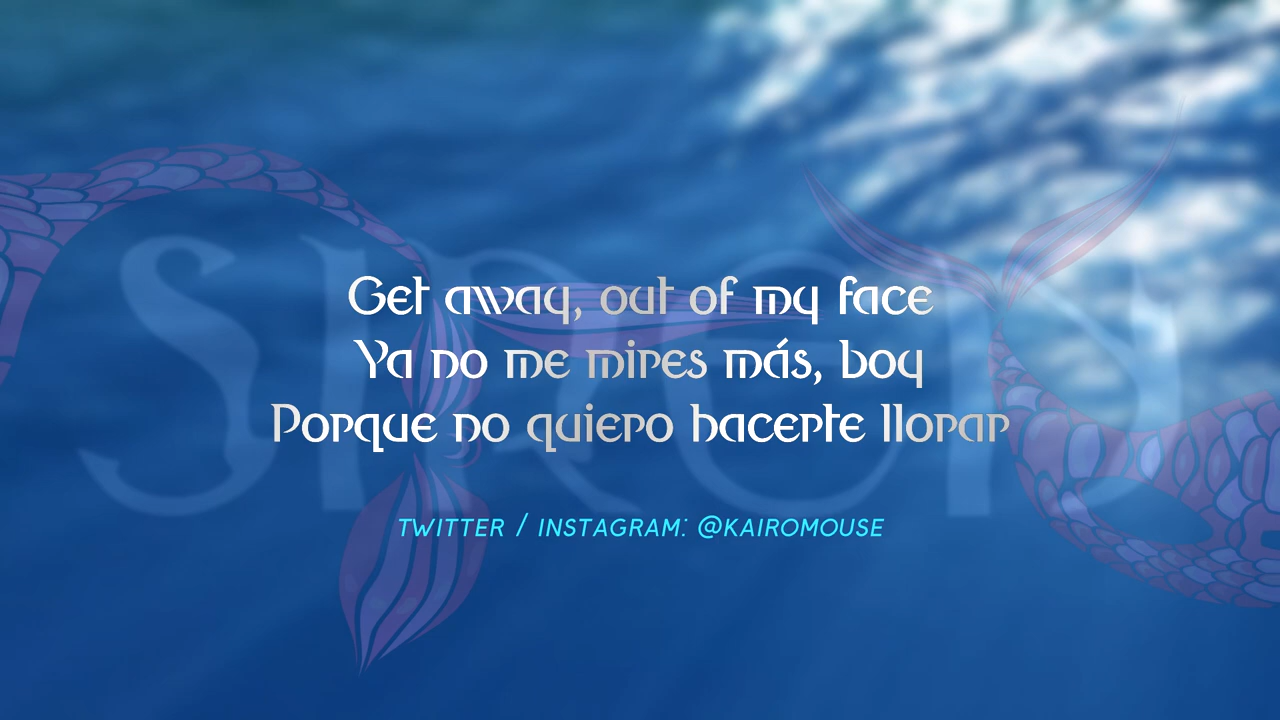 SIREN
Get away, out of my face
Ya no me mires más, boy
Porque no quiero hacerte llorar
TWITTER / INSTAGRAM: @KAIROMOUSE